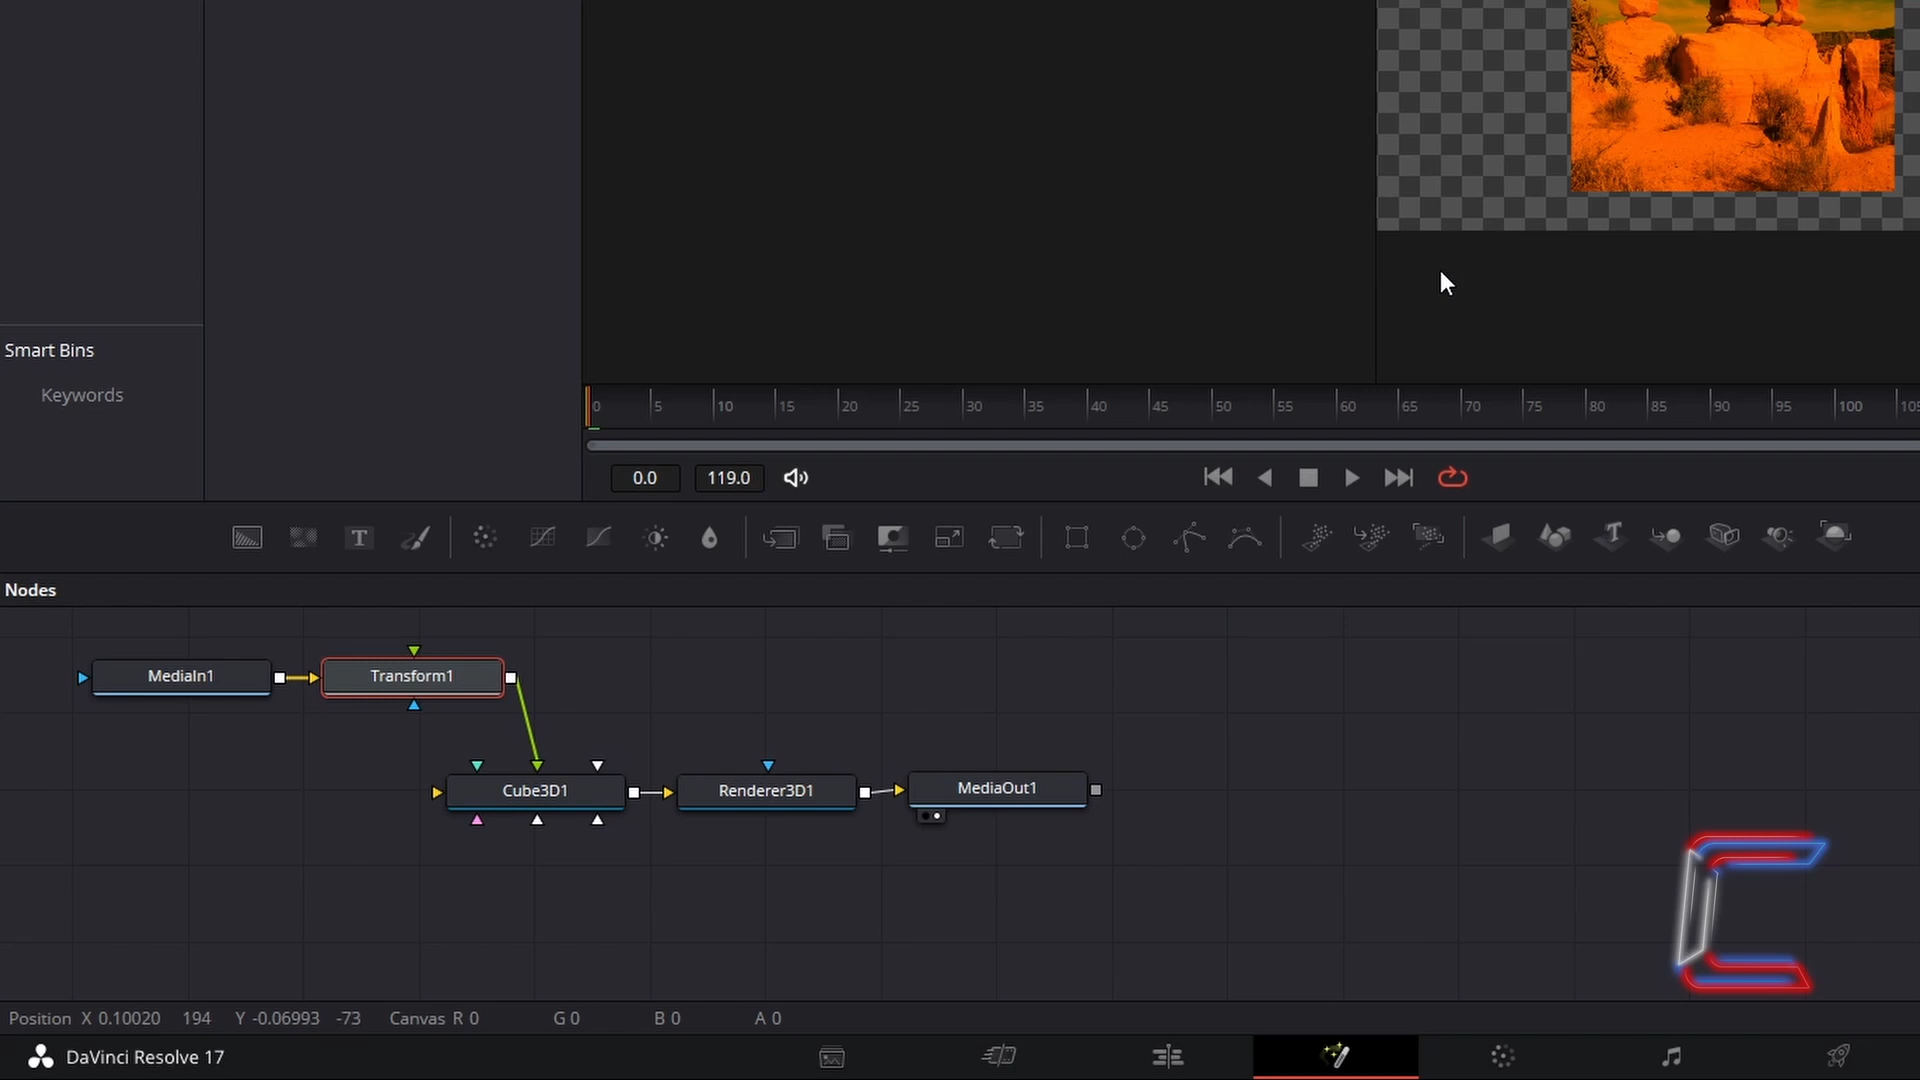 Smart Bins
Keywords
0 5 10 15 20 25 30 35 40 45 50 55 60 65 70 75 80 85 90 95 100 105
0.0 119.0
T
T
Nodes
MediaIn1 Transform1
Cube3D1 Renderer3D1 MediaOut1
C
Position X 0.10020 194 Y -0.06993 -73 Canvas R 0 G 0 B 0 A 0
DaVinci Resolve 17